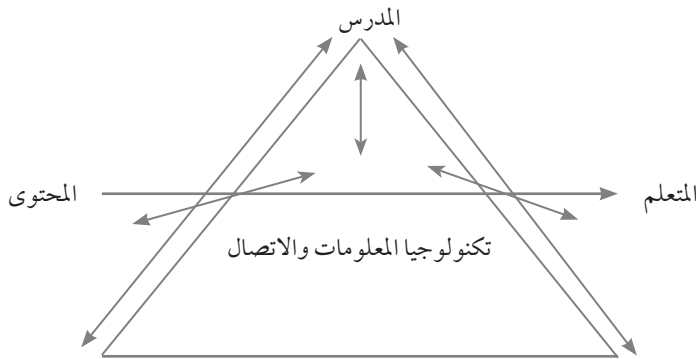 المدرس
المتعلم
المحتوى
تكنولوجيا المعلومات والاتصال